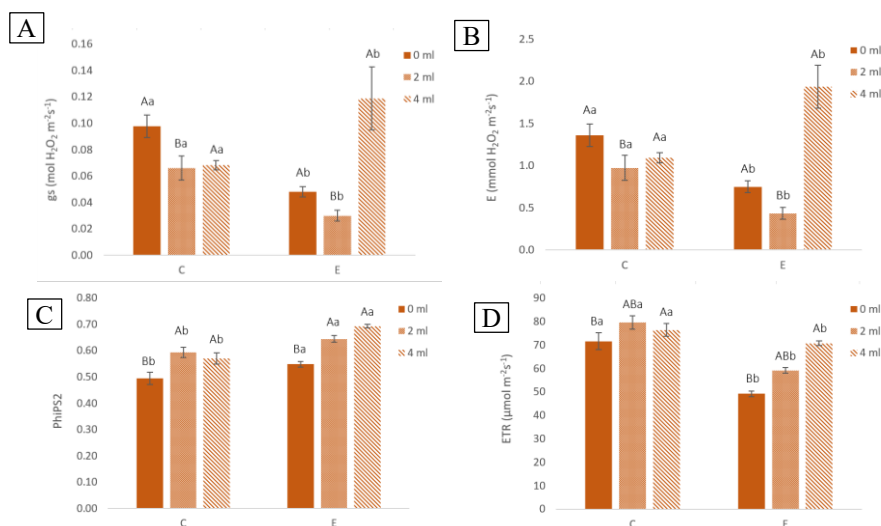 A
gs (mol H₂O₂ m⁻²s⁻¹)
0.16
0.14
0.12
0.10
0.08
0.06
0.04
0.02
0.00
Aa
Ba
Aa
Ab
Bb
Ab
C
E
0 ml
2 ml
4 ml
B
E (mmol H₂O₂ m⁻²s⁻¹)
2.5
2.0
1.5
1.0
0.5
0.0
Aa
Ba
Aa
Ab
Bb
Ab
C
E
0 ml
2 ml
4 ml
C
PhiPS2
0.80
0.70
0.60
0.50
0.40
0.30
0.20
0.10
0.00
Bb
Ab
Ab
Ba
Aa
Aa
C
E
0 ml
2 ml
4 ml
D
ETR (µmol m⁻²s⁻¹)
90
80
70
60
50
40
30
20
10
0
Ba
ABa
Aa
Bb
ABb
Ab
C
E
0 ml
2 ml
4 ml